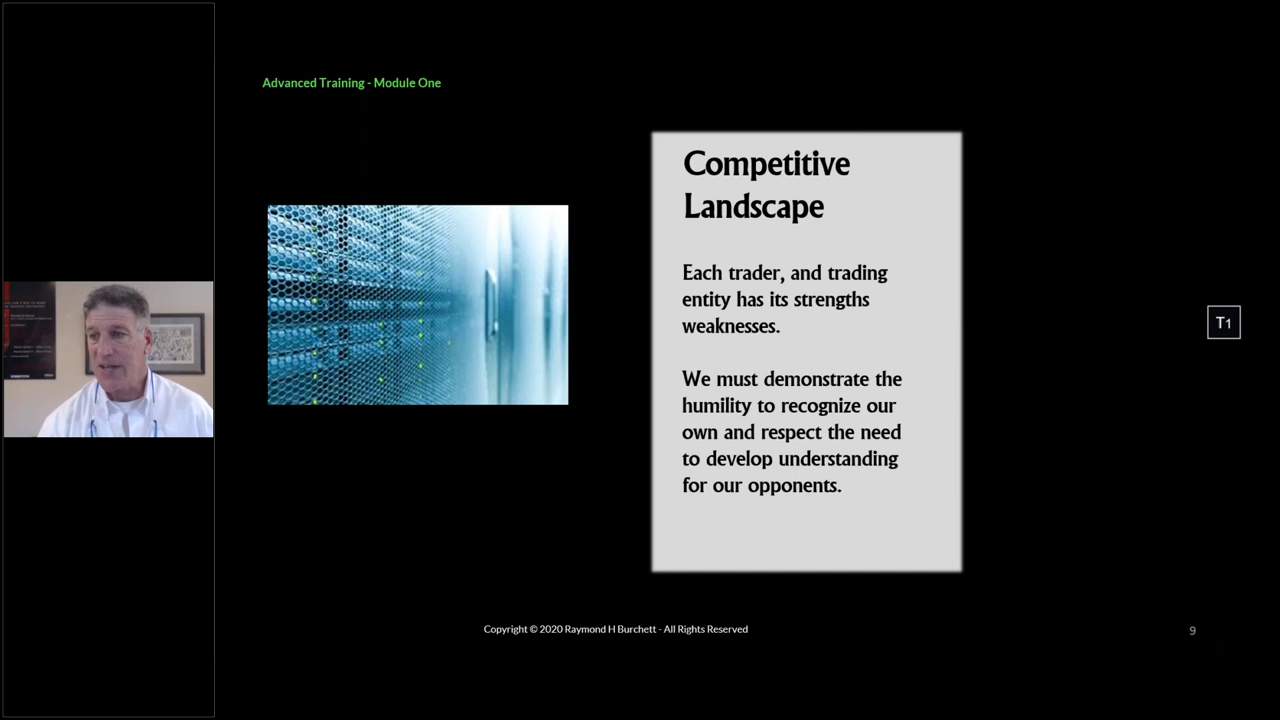 Advanced Training - Module One
Competitive
Landscape
Each trader, and trading
entity has its strengths
weaknesses.
We must demonstrate the
humility to recognize our
own and respect the need
to develop understanding
for our opponents.
T1
Copyright © 2020 Raymond H Burchett - All Rights Reserved
9